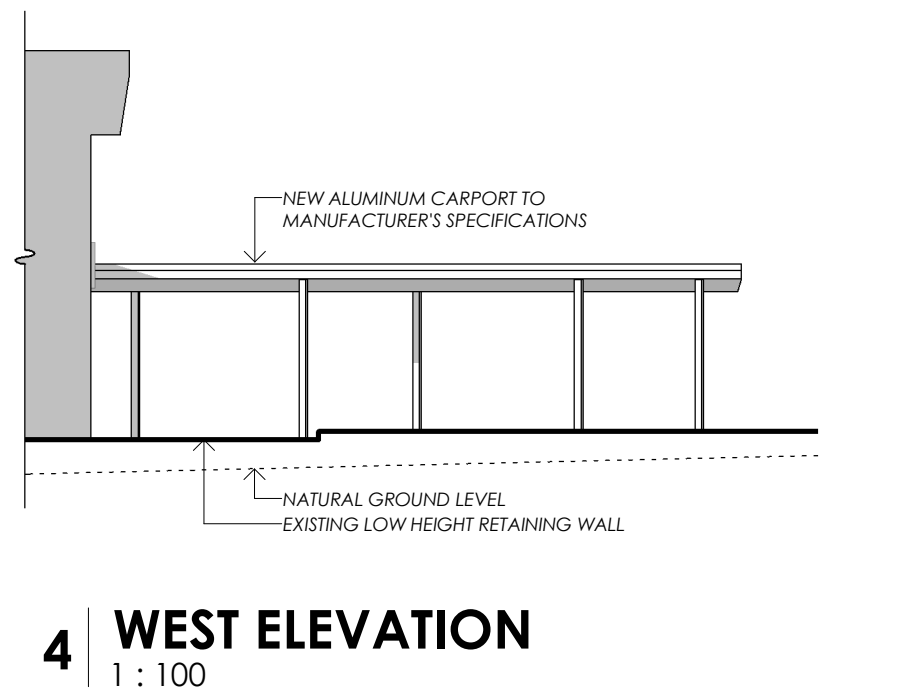 NEW ALUMINUM CARPORT TO
MANUFACTURER'S SPECIFICATIONS
NATURAL GROUND LEVEL
EXISTING LOW HEIGHT RETAINING WALL
4
WEST ELEVATION
1 : 100